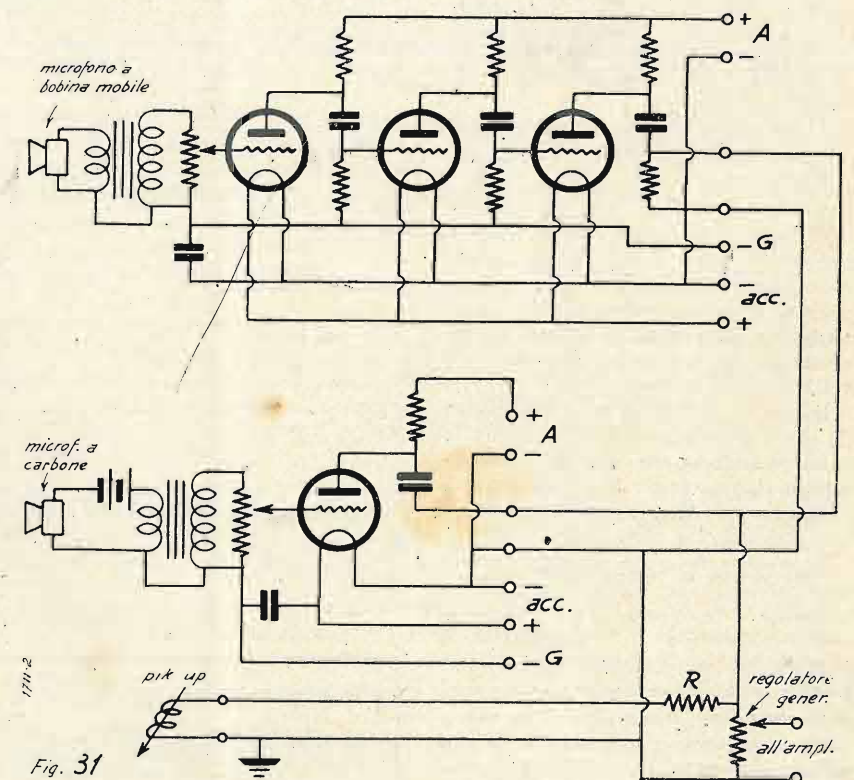 microfono a
bobina mobile
+ A
-
- G
-
acc.
+
microf. a
carbone
+
A
-
-
acc.
+
- G
pik up
R
regolatore
gener.
all'ampl.
1711-2
Fig. 31